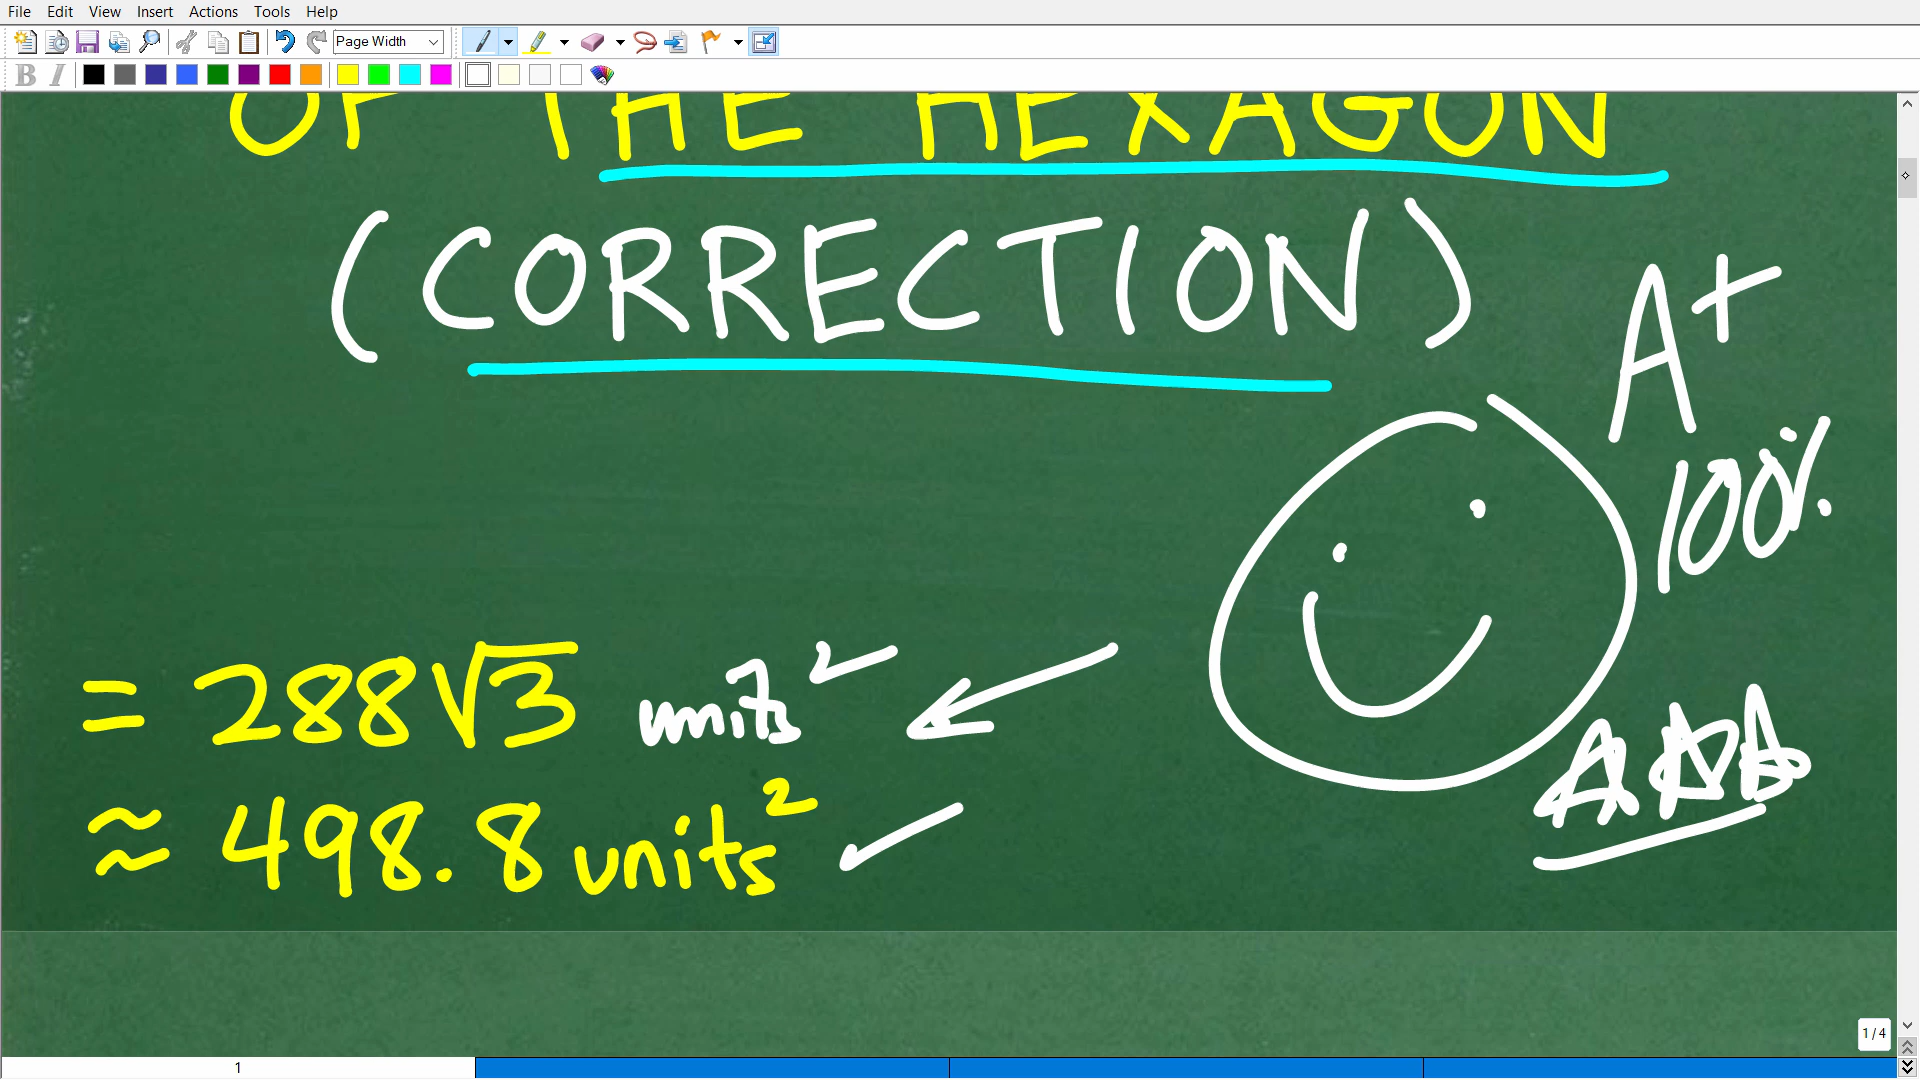 File Edit View Insert Actions Tools Help
Page Width
B I
OF THE HEXAGON
(CORRECTION)
A+
100%
= 288√3 units²
≈ 498.8 units²
1 / 4
1